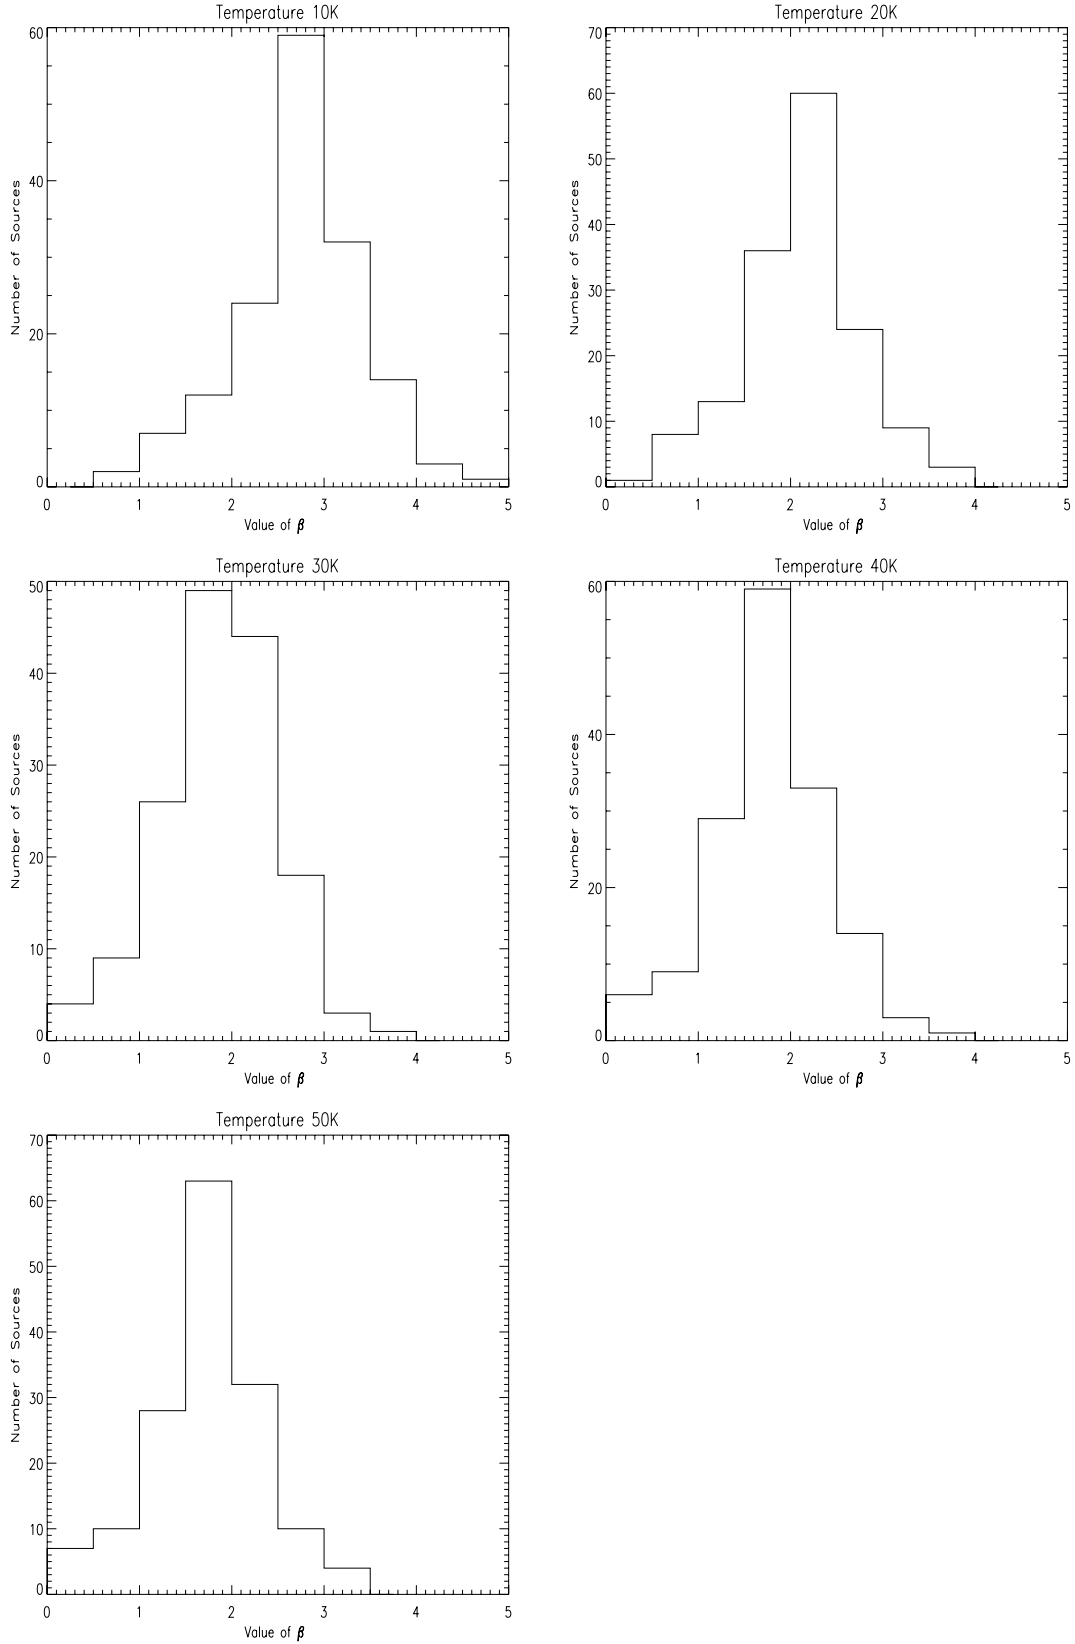 Temperature 10K
60
40
20
0
Number of Sources
0 1 2 3 4 5
Value of β
Temperature 20K
70
60
50
40
30
20
10
0
Number of Sources
0 1 2 3 4 5
Value of β
Temperature 30K
50
40
30
20
10
0
Number of Sources
0 1 2 3 4 5
Value of β
Temperature 40K
60
40
20
0
Number of Sources
0 1 2 3 4 5
Value of β
Temperature 50K
70
60
50
40
30
20
10
0
Number of Sources
0 1 2 3 4 5
Value of β